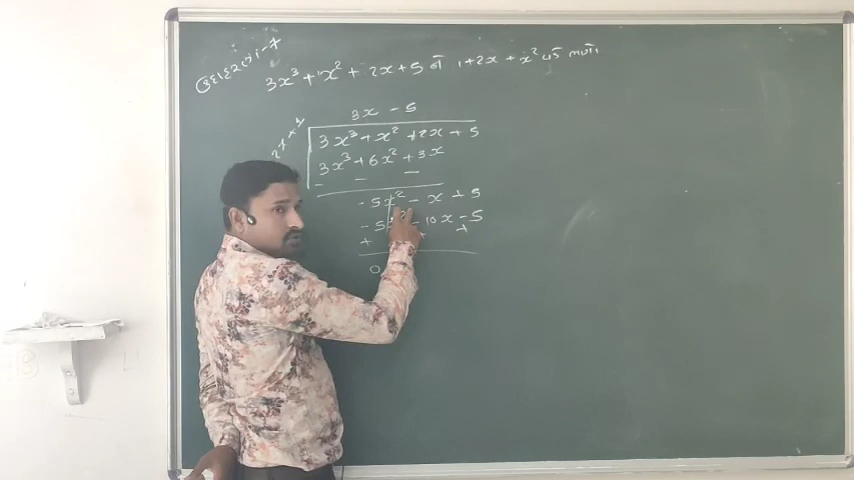 ઉદાહરણ :- 7
3x³ + x² + 2x + 5 ને 1 + 2x + x² વડે ભાગો
3x - 5
3x³ + x² + 2x + 5
3x³ + 6x² + 3x
- - -
-5x² - x + 5
-5x² - 10x - 5
+ + +
0